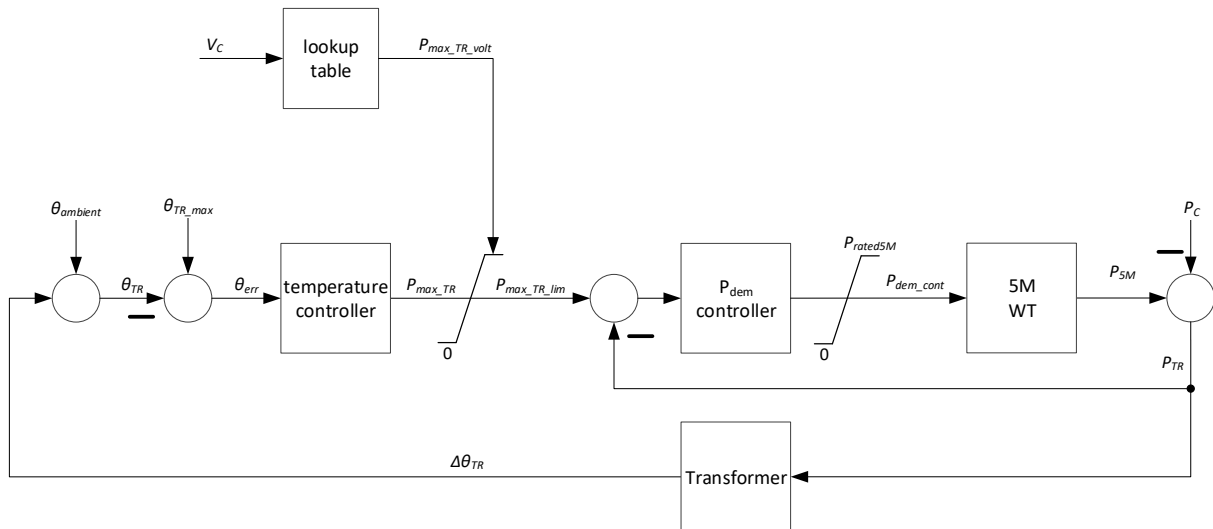 V_C
lookup
table
P_max_TR_volt
θ_ambient
θ_TR_max
θ_TR
θ_err
temperature
controller
P_max_TR
0
P_max_TR_lim
P_dem
controller
P_rated5M
0
P_dem_cont
5M
WT
P_5M
P_C
P_TR
Δθ_TR
Transformer